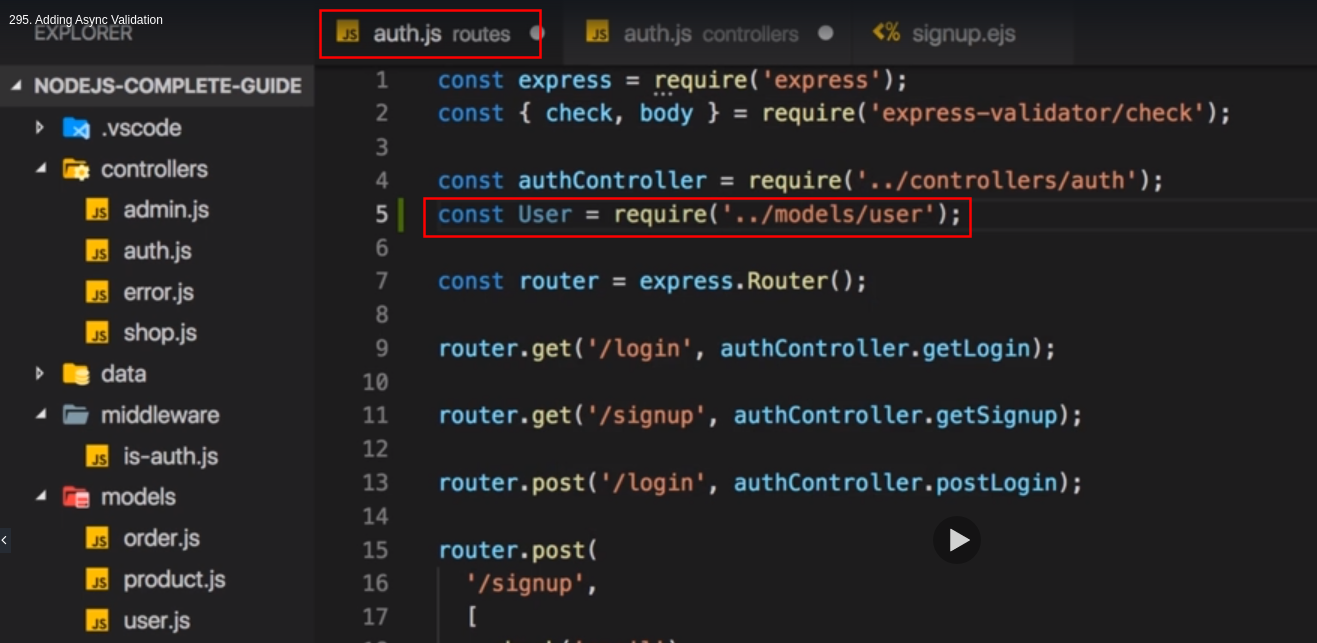 295. Adding Async Validation
EXPLORER
auth.js routes
auth.js controllers
signup.ejs
NODEJS-COMPLETE-GUIDE
.vscode
controllers
admin.js
auth.js
error.js
shop.js
data
middleware
is-auth.js
models
order.js
product.js
user.js
1 const express = require('express');
2 const { check, body } = require('express-validator/check');
3
4 const authController = require('../controllers/auth');
5 const User = require('../models/user');
6
7 const router = express.Router();
8
9 router.get('/login', authController.getLogin);
10
11 router.get('/signup', authController.getSignup);
12
13 router.post('/login', authController.postLogin);
14
15 router.post(
16 '/signup',
17 [